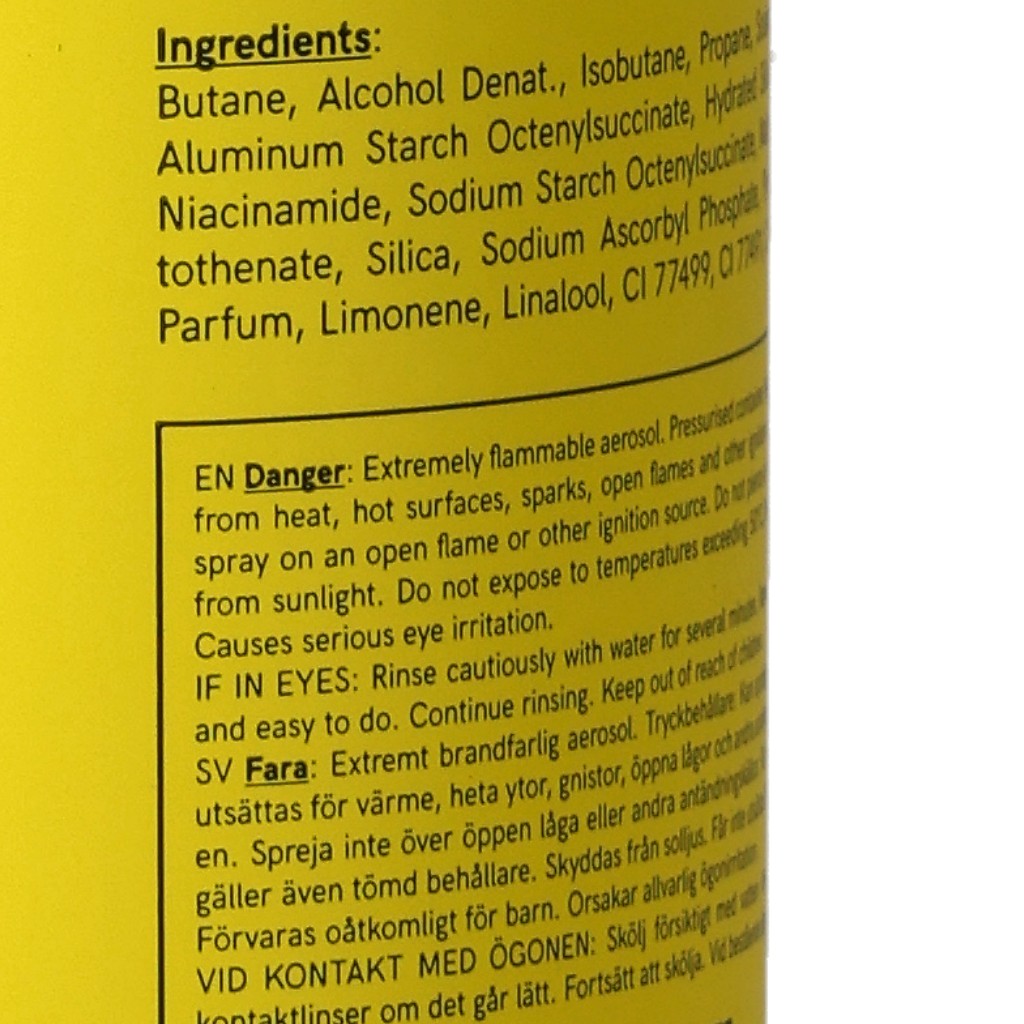 Ingredients:
Butane, Alcohol Denat., Isobutane, Propane,
Aluminum Starch Octenylsuccinate, Hydrated
Niacinamide, Sodium Starch Octenylsuccinate,
tothenate, Silica, Sodium Ascorbyl Phosphate,
Parfum, Limonene, Linalool, CI 77499, CI
EN Danger: Extremely flammable aerosol. Pressurised
from heat, hot surfaces, sparks, open flames and other
spray on an open flame or other ignition source. Do not
from sunlight. Do not expose to temperatures exceeding
Causes serious eye irritation.
IF IN EYES: Rinse cautiously with water for several minutes.
and easy to do. Continue rinsing. Keep out of reach of
SV Fara: Extremt brandfarlig aerosol. Tryckbehållare: Kan
utsättas för värme, heta ytor, gnistor, öppna lågor och andra
en. Spreja inte över öppen låga eller andra
gäller även tömd behållare. Skyddas från solljus. Får inte
Förvaras oåtkomligt för barn. Orsakar allvarlig ögonirritation.
VID KONTAKT MED ÖGONEN: Skölj försiktigt med vatten
kontaktlinser om det går lätt. Fortsätt att skölja. Vid